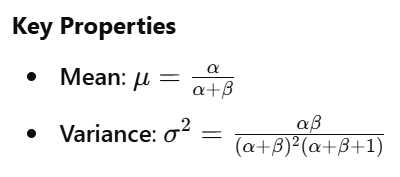 Key Properties
• Mean: μ = α/(α+β)
• Variance: σ² = αβ/((α+β)²(α+β+1))